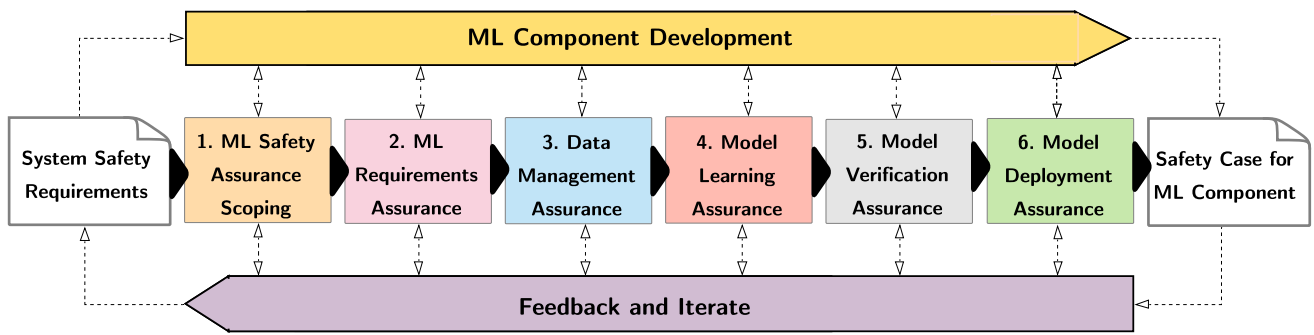 ML Component Development
System Safety
Requirements
1. ML Safety
Assurance
Scoping
2. ML
Requirements
Assurance
3. Data
Management
Assurance
4. Model
Learning
Assurance
5. Model
Verification
Assurance
6. Model
Deployment
Assurance
Safety Case for
ML Component
Feedback and Iterate